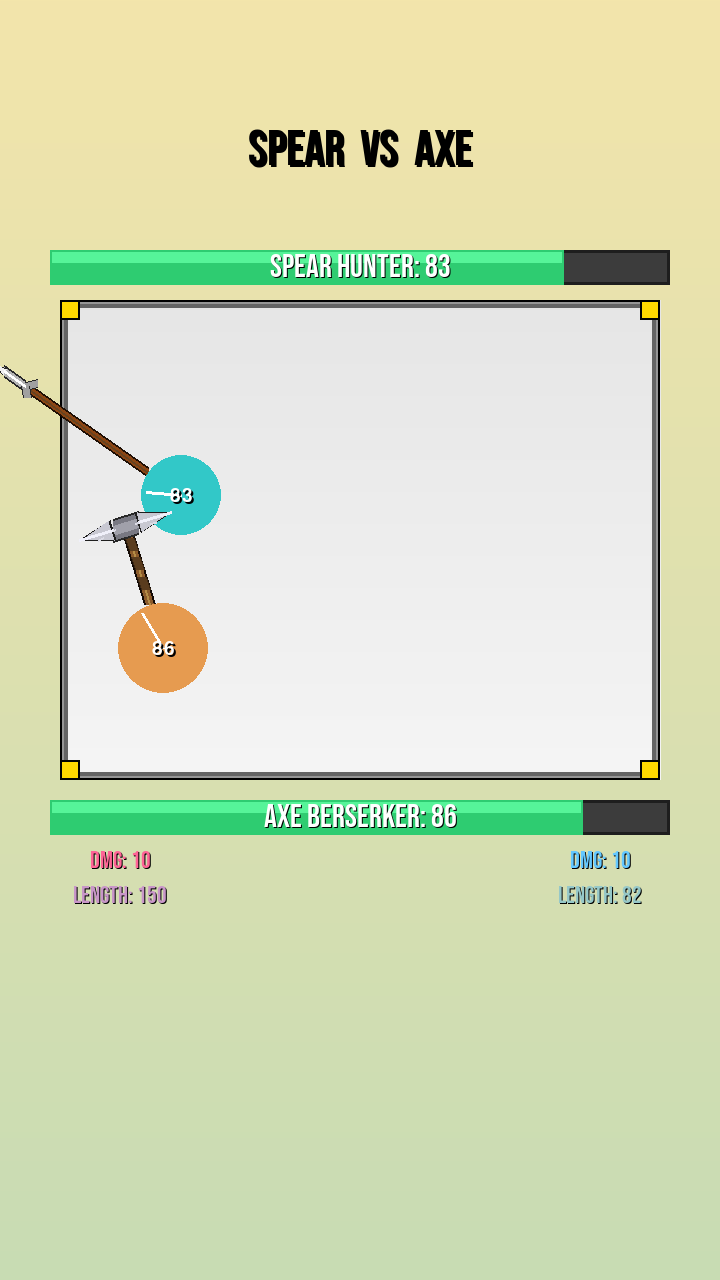 SPEAR VS AXE
SPEAR HUNTER: 83
83
86
AXE BERSERKER: 86
DMG: 10
DMG: 10
LENGTH: 150
LENGTH: 82